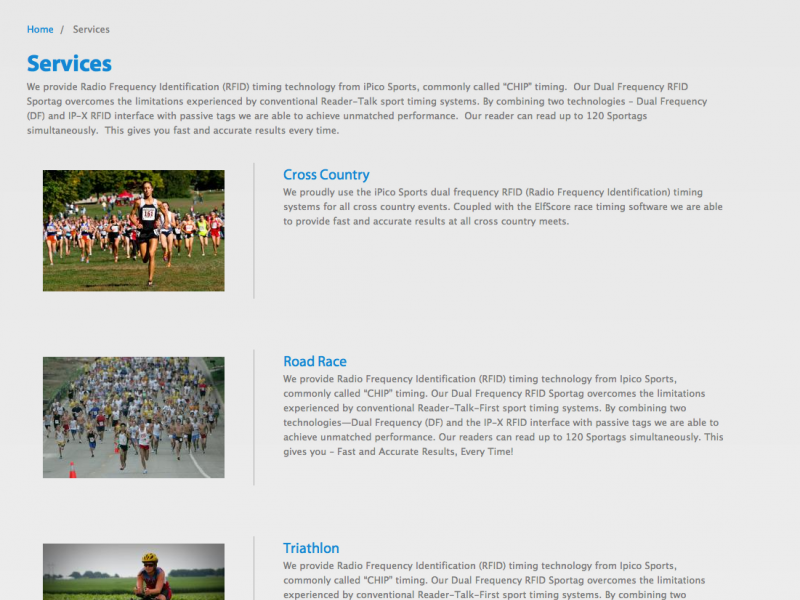 Home / Services
Services
We provide Radio Frequency Identification (RFID) timing technology from iPico Sports, commonly called “CHIP” timing. Our Dual Frequency RFID
Sportag overcomes the limitations experienced by conventional Reader-Talk sport timing systems. By combining two technologies – Dual Frequency
(DF) and IP-X RFID interface with passive tags we are able to achieve unmatched performance. Our reader can read up to 120 Sportags
simultaneously. This gives you fast and accurate results every time.
Cross Country
We proudly use the iPico Sports dual frequency RFID (Radio Frequency Identification) timing
systems for all cross country events. Coupled with the ElfScore race timing software we are able
to provide fast and accurate results at all cross country meets.
Road Race
We provide Radio Frequency Identification (RFID) timing technology from Ipico Sports,
commonly called “CHIP” timing. Our Dual Frequency RFID Sportag overcomes the limitations
experienced by conventional Reader-Talk-First sport timing systems. By combining two
technologies—Dual Frequency (DF) and the IP-X RFID interface with passive tags we are able to
achieve unmatched performance. Our readers can read up to 120 Sportags simultaneously. This
gives you – Fast and Accurate Results, Every Time!
Triathlon
We provide Radio Frequency Identification (RFID) timing technology from Ipico Sports,
commonly called “CHIP” timing. Our Dual Frequency RFID Sportag overcomes the limitations
experienced by conventional Reader-Talk-First sport timing systems. By combining two